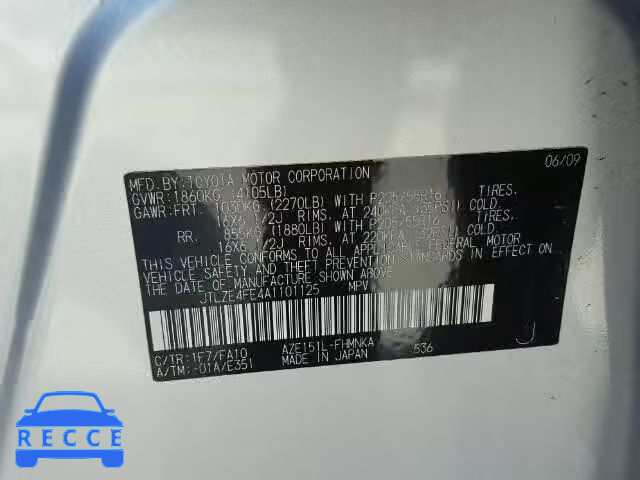 MFD. BY: TOYOTA MOTOR CORPORATION 06/09
GVWR: 1860KG (4105LB)
GAWR: FRT. 1030KG (2270LB) WITH P205/55R16 TIRES,
16X6 1/2J RIMS, AT 240KPA (35PSI) COLD.
RR. 855KG (1880LB) WITH P205/55R16 TIRES,
16X6 1/2J RIMS, AT 220KPA (32PSI) COLD.
THIS VEHICLE CONFORMS TO ALL APPLICABLE FEDERAL MOTOR
VEHICLE SAFETY STANDARDS IN EFFECT ON
THE DATE OF MANUFACTURE SHOWN ABOVE.
JTLZE4FE4A1101125 MPV
C/TR: 1F7/FA10 AZE151L-FHMNKA 536
A/TM: -01A/E351 MADE IN JAPAN
RECCE